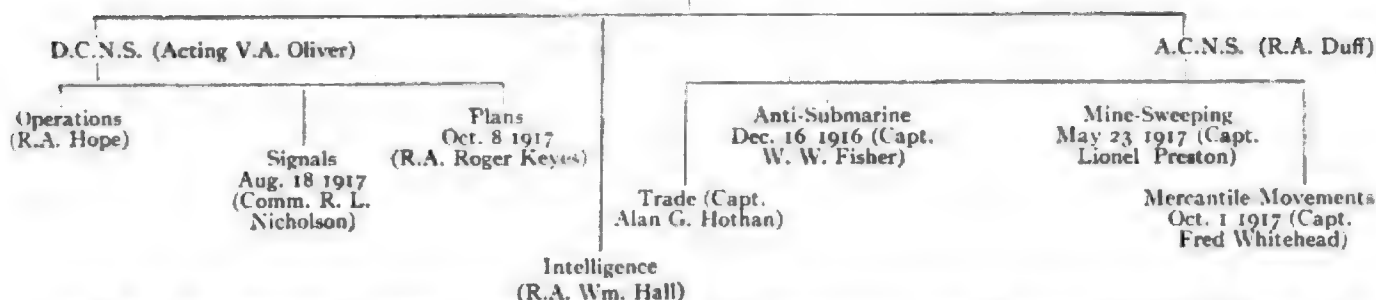 D.C.N.S. (Acting V.A. Oliver)
A.C.N.S. (R.A. Duff)
Operations
(R.A. Hope)
Signals
Aug. 18 1917
(Comm. R. L.
Nicholson)
Plans
Oct. 8 1917
(R.A. Roger Keyes)
Intelligence
(R.A. Wm. Hall)
Trade (Capt.
Alan G. Hothan)
Anti-Submarine
Dec. 16 1916 (Capt.
W. W. Fisher)
Mine-Sweeping
May 23 1917 (Capt.
Lionel Preston)
Mercantile Movements
Oct. 1 1917 (Capt.
Fred Whitehead)